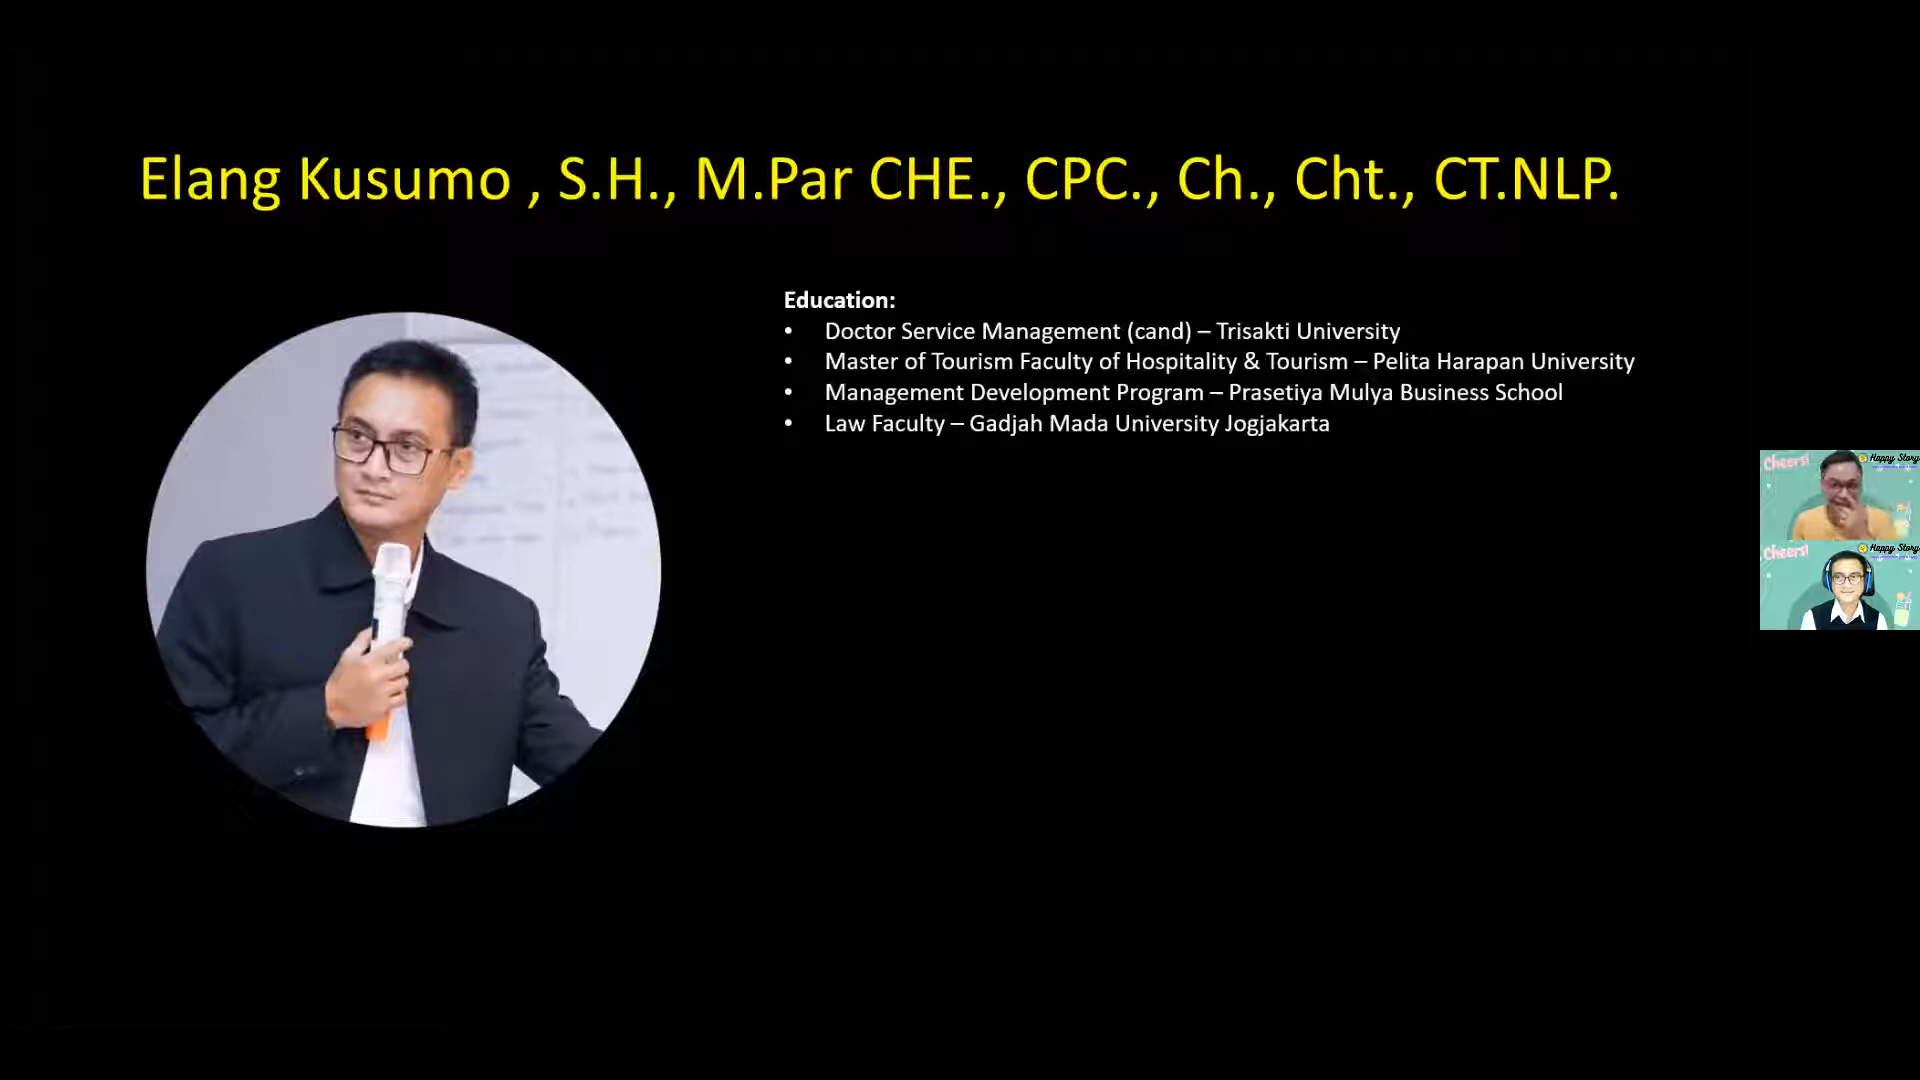 Elang Kusumo , S.H., M.Par CHE., CPC., Ch., Cht., CT.NLP.
Education:
• Doctor Service Management (cand) – Trisakti University
• Master of Tourism Faculty of Hospitality & Tourism – Pelita Harapan University
• Management Development Program – Prasetiya Mulya Business School
• Law Faculty – Gadjah Mada University Jogjakarta
Cheers!
Happy Story
Cheers!
Happy Story